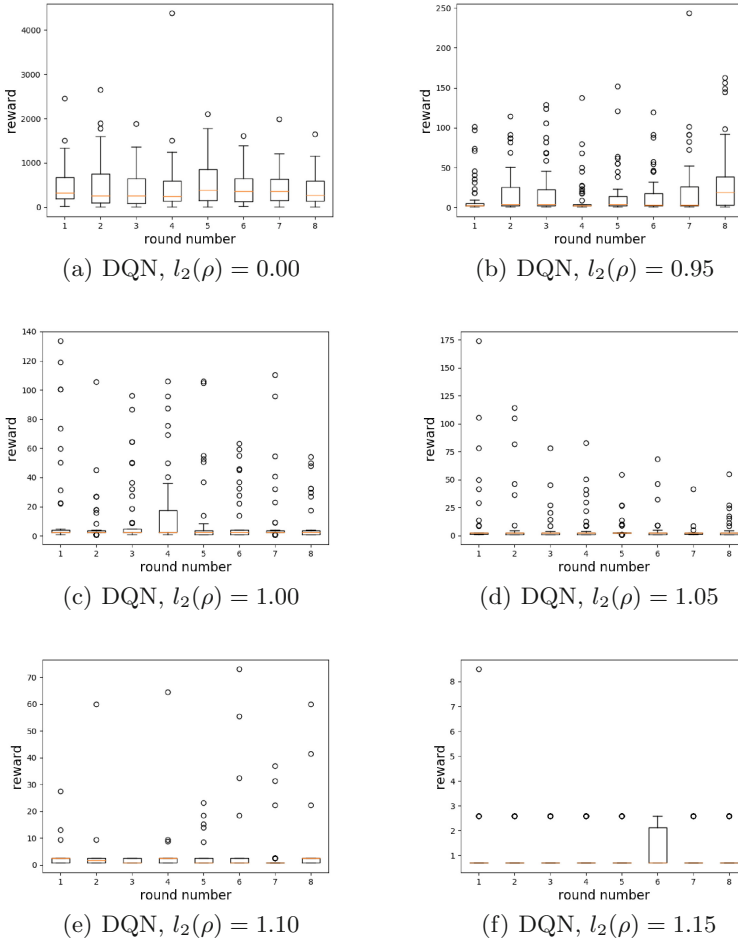 4000
3000
2000
1000
0
reward
1 2 3 4 5 6 7 8
round number
(a) DQN, l₂(ρ) = 0.00
250
200
150
100
50
0
reward
1 2 3 4 5 6 7 8
round number
(b) DQN, l₂(ρ) = 0.95
140
120
100
80
60
40
20
0
reward
1 2 3 4 5 6 7 8
round number
(c) DQN, l₂(ρ) = 1.00
175
150
125
100
75
50
25
0
reward
1 2 3 4 5 6 7 8
round number
(d) DQN, l₂(ρ) = 1.05
70
60
50
40
30
20
10
0
reward
1 2 3 4 5 6 7 8
round number
(e) DQN, l₂(ρ) = 1.10
8
7
6
5
4
3
2
1
reward
1 2 3 4 5 6 7 8
round number
(f) DQN, l₂(ρ) = 1.15